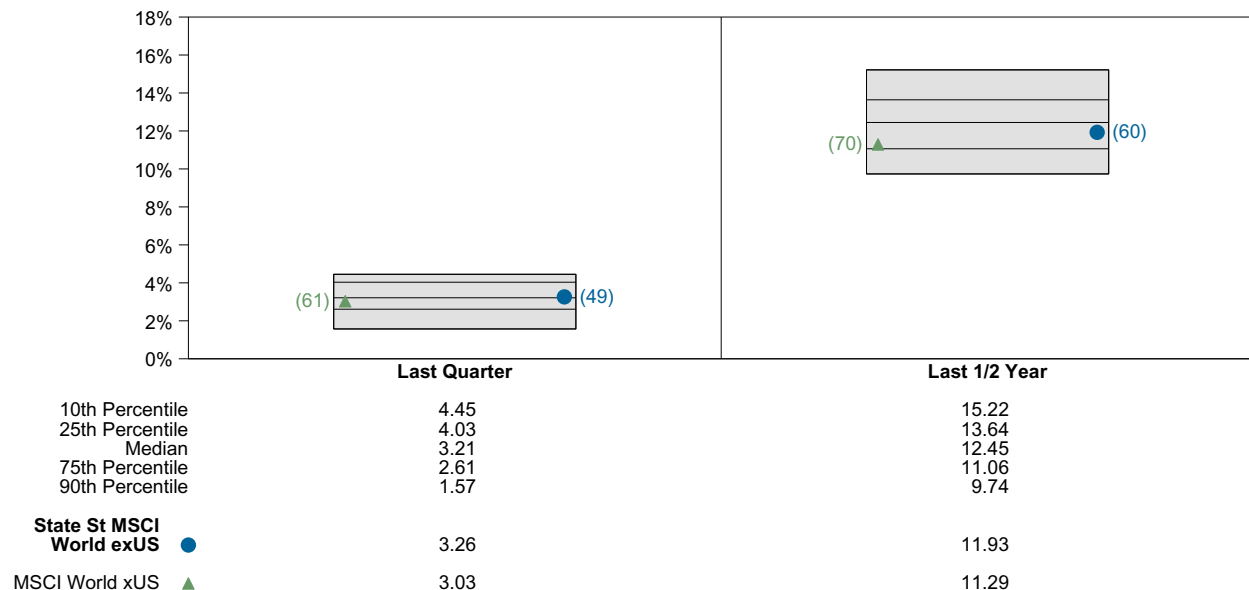 18%
16%
14%
12%
10%
8%
6%
4%
2%
0%
(61)
(49)
(70)
(60)
Last Quarter Last 1/2 Year
10th Percentile 4.45 15.22
25th Percentile 4.03 13.64
Median 3.21 12.45
75th Percentile 2.61 11.06
90th Percentile 1.57 9.74
State St MSCI
World exUS 3.26 11.93
MSCI World xUS 3.03 11.29